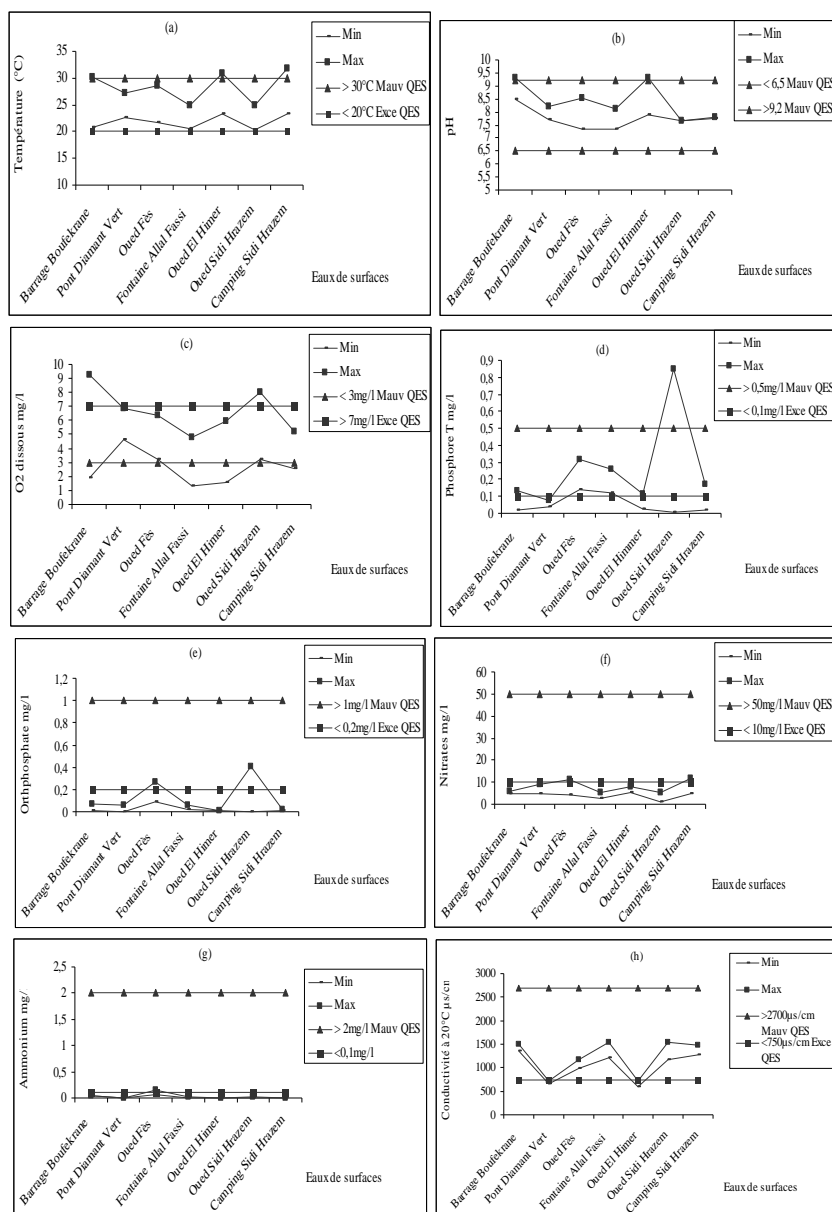 (a)
Température (°C)
35
30
25
20
15
10
Min
Max
> 30°C Mauv QES
< 20°C Exce QES
Barrage Boufekrane
Pont Diamant Vert
Oued Fès
Fontaine Allal Fassi
Oued El Himer
Oued Sidi Hrazem
Camping Sidi Hrazem
Eaux de surfaces
(b)
pH
10
9,5
9
8,5
8
7,5
7
6,5
6
5,5
5
Min
Max
< 6,5 Mauv QES
>9,2 Mauv QES
Barrage Boufekrane
Pont Diamant Vert
Oued Fès
Fontaine Allal Fassi
Oued El Himmer
Oued Sidi Hrazem
Camping Sidi Hrazem
Eaux de surfaces
(c)
O2 dissous mg/l
10
9
8
7
6
5
4
3
2
1
0
Min
Max
< 3mg/l Mauv QES
> 7mg/l Exce QES
Barrage Boufekrane
Pont Diamant Vert
Oued Fès
Fontaine Allal Fassi
Oued El Himer
Oued Sidi Hrazem
Camping Sidi Hrazem
Eaux de surfaces
(d)
Phosphore T mg/l
0,9
0,8
0,7
0,6
0,5
0,4
0,3
0,2
0,1
0
Min
Max
> 0,5mg/l Mauv QES
< 0,1mg/l Exce QES
Barrage Boufekranz
Pont Diamant Vert
Oued Fès
Fontaine Allal Fassi
Oued El Himmer
Oued Sidi Hrazem
Camping Sidi Hrazem
Eaux de surfaces
(e)
Orthphosphate mg/l
1,2
1
0,8
0,6
0,4
0,2
0
Min
Max
> 1mg/l Mauv QES
< 0,2mg/l Exce QES
Barrage Boufekrane
Pont Diamant Vert
Oued Fès
Fontaine Allal Fassi
Oued El Himer
Oued Sidi Hrazem
Camping Sidi Hrazem
Eaux de surfaces
(f)
Nitrates mg/l
60
50
40
30
20
10
0
Min
Max
> 50mg/l Mauv QES
< 10mg/l Exce QES
Barrage Boufekrane
Pont Diamant Vert
Oued Fès
Fontaine Allal Fassi
Oued El Himer
Oued Sidi Hrazem
Camping Sidi Hrazem
Eaux de surfaces
(g)
Ammonium mg/
2,5
2
1,5
1
0,5
0
Min
Max
> 2mg/l Mauv QES
<0,1mg/l
Barrage Boufekrane
Pont Diamant Vert
Oued Fès
Fontaine Allal Fassi
Oued El Himer
Oued Sidi Hrazem
Camping Sidi Hrazem
Eaux de surfaces
(h)
Conductivité à 20°C µs/cn
3000
2500
2000
1500
1000
500
0
Min
Max
>2700µs/cm
Mauv QES
<750µs/cm Exce
QES
Barrage Boufekrane
Pont Diamant Vert
Oued Fès
Fontaine Allal Fassi
Oued El Himer
Oued Sidi Hrazem
Camping Sidi Hrazem
Eaux de surfaces